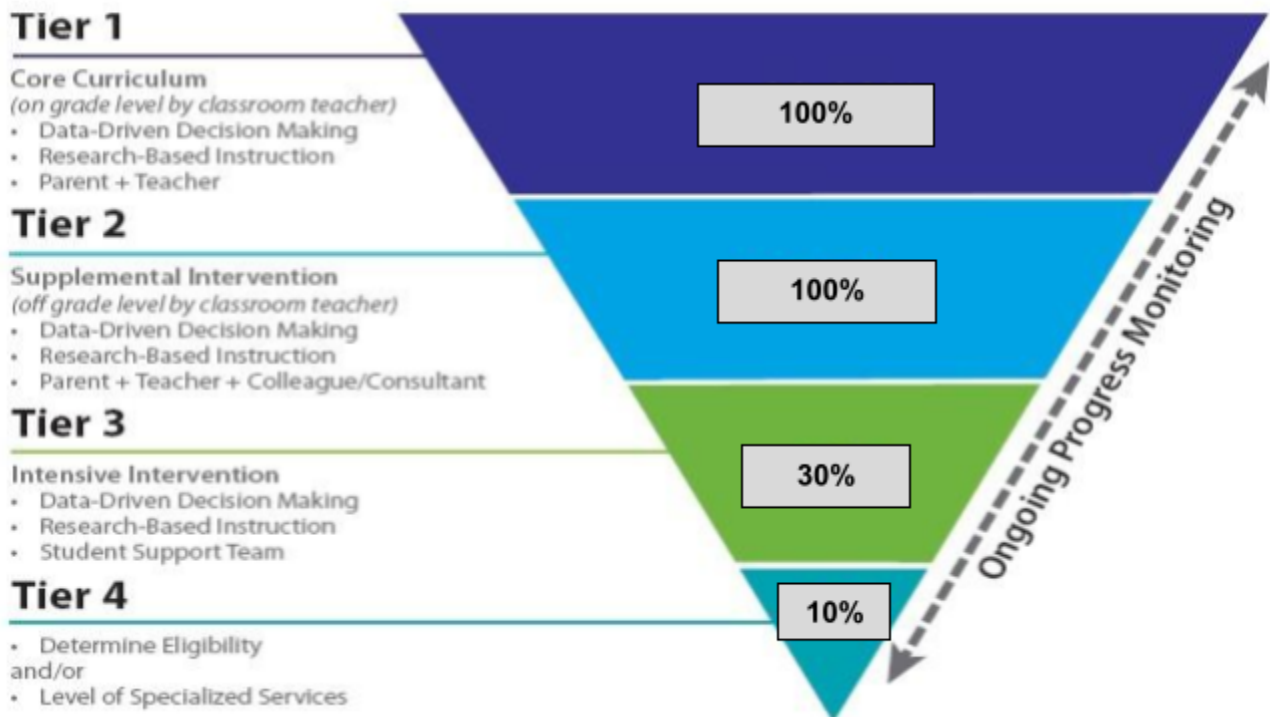 Tier 1
Core Curriculum
(on grade level by classroom teacher)
• Data-Driven Decision Making
• Research-Based Instruction
• Parent + Teacher
100%
Tier 2
Supplemental Intervention
(off grade level by classroom teacher)
• Data-Driven Decision Making
• Research-Based Instruction
• Parent + Teacher + Colleague/Consultant
100%
Tier 3
Intensive Intervention
• Data-Driven Decision Making
• Research-Based Instruction
• Student Support Team
30%
Tier 4
• Determine Eligibility
and/or
• Level of Specialized Services
10%
Ongoing Progress Monitoring